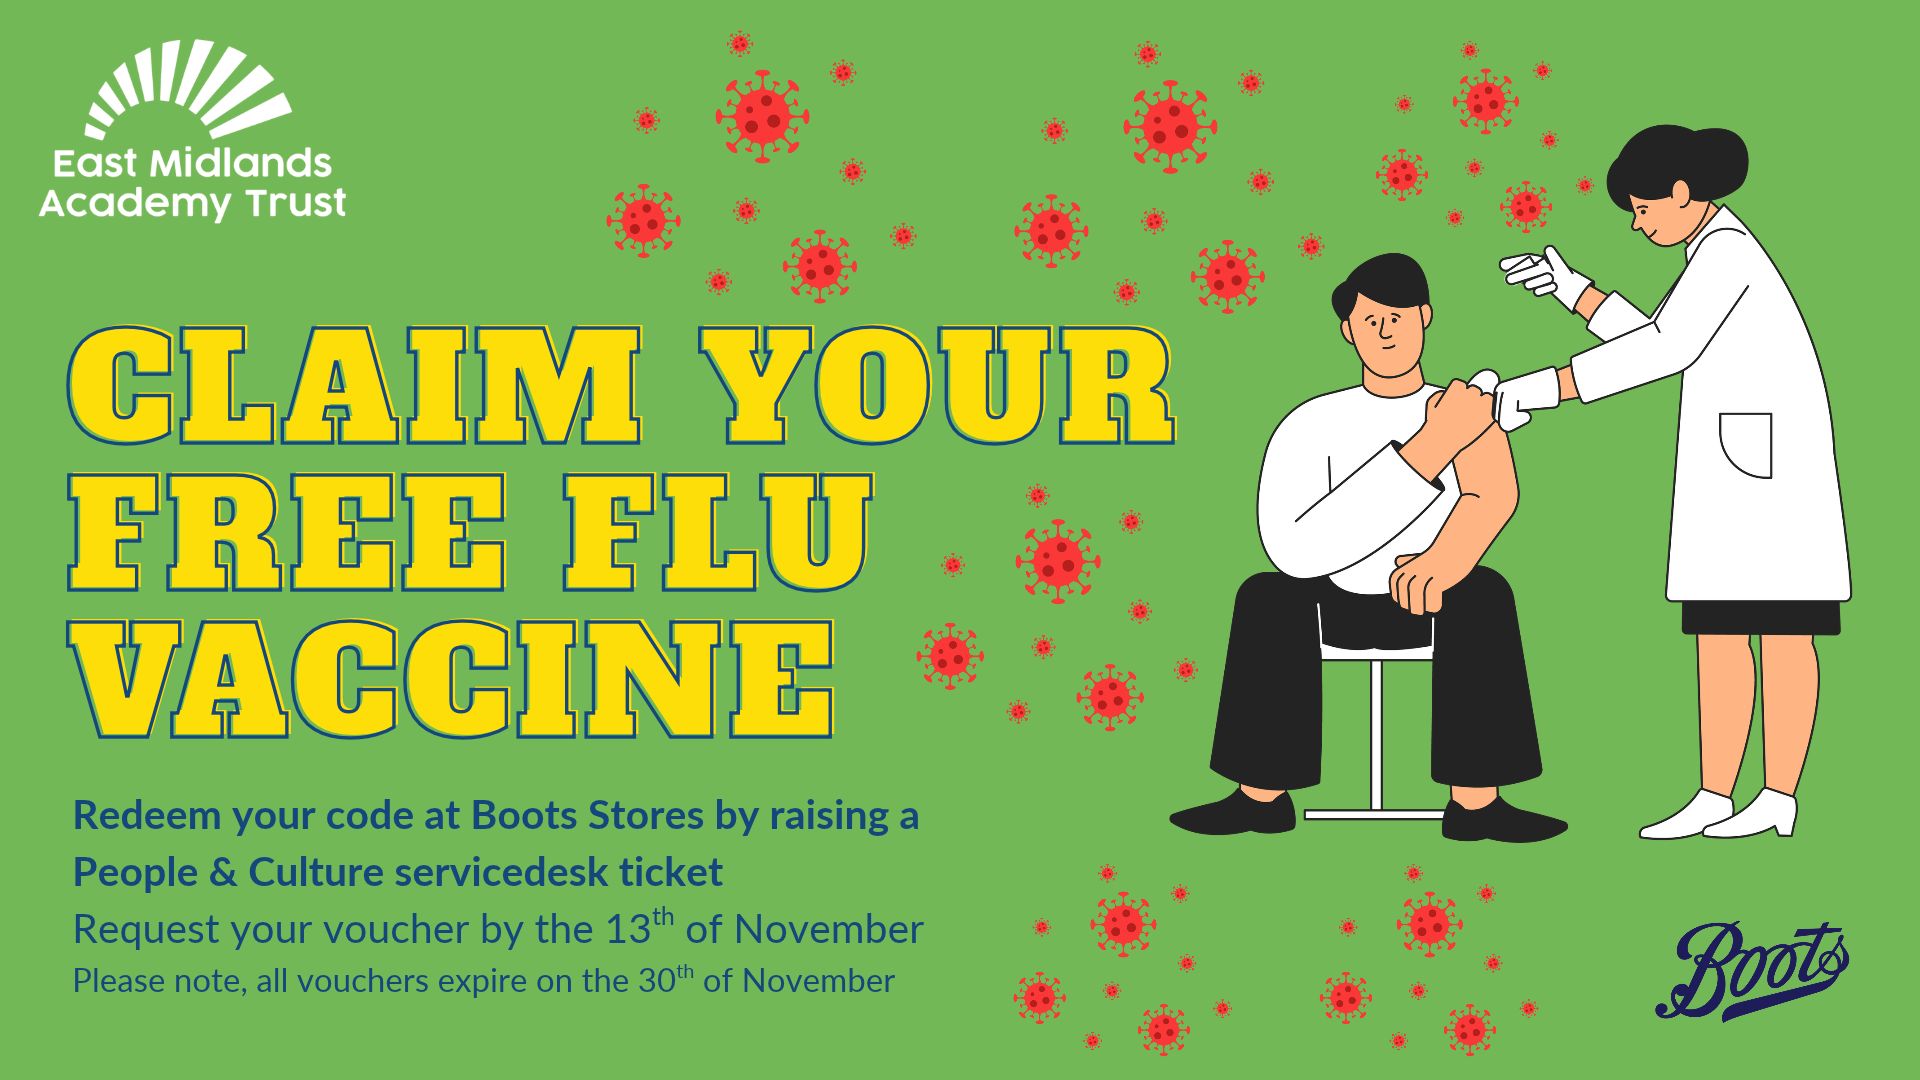 East Midlands
Academy Trust
CLAIM YOUR
FREE FLU
VACCINE
Redeem your code at Boots Stores by raising a
People & Culture servicedesk ticket
Request your voucher by the 13th of November
Please note, all vouchers expire on the 30th of November
Boots